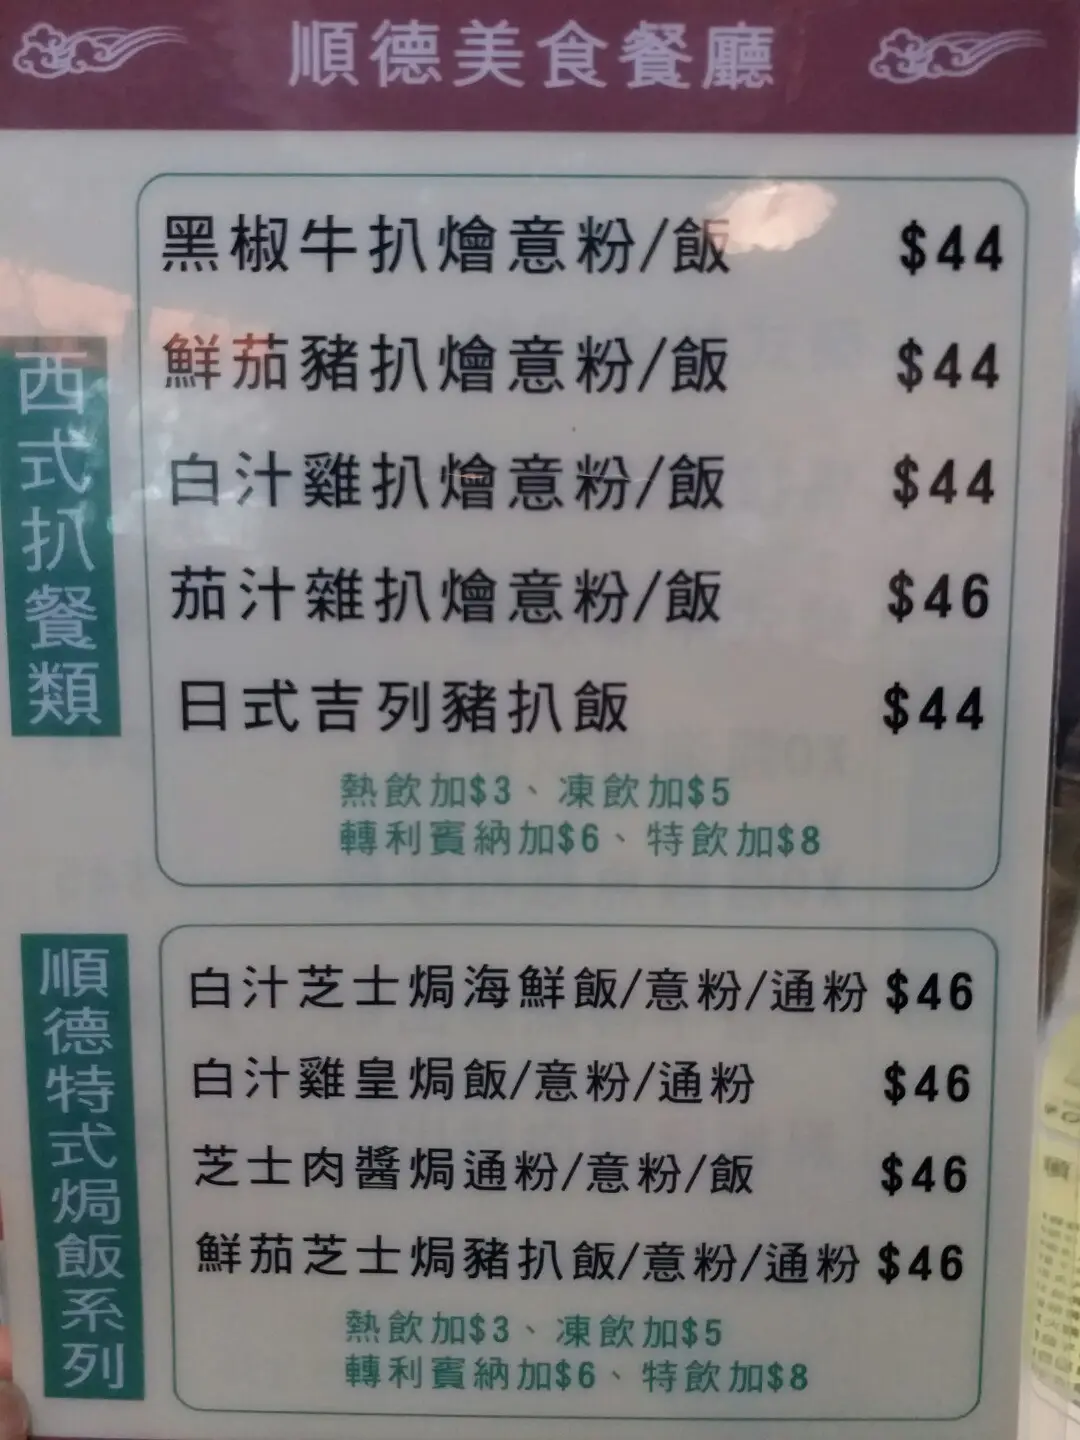 順德美食餐廳
西式扒餐類
黑椒牛扒燴意粉/飯 $44
鮮茄豬扒燴意粉/飯 $44
白汁雞扒燴意粉/飯 $44
茄汁雜扒燴意粉/飯 $46
日式吉列豬扒飯 $44
熱飲加$3、凍飲加$5
轉利賓納加$6、特飲加$8
順德特式焗飯系列
白汁芝士焗海鮮飯/意粉/通粉 $46
白汁雞皇焗飯/意粉/通粉 $46
芝士肉醬焗通粉/意粉/飯 $46
鮮茄芝士焗豬扒飯/意粉/通粉 $46
熱飲加$3、凍飲加$5
轉利賓納加$6、特飲加$8